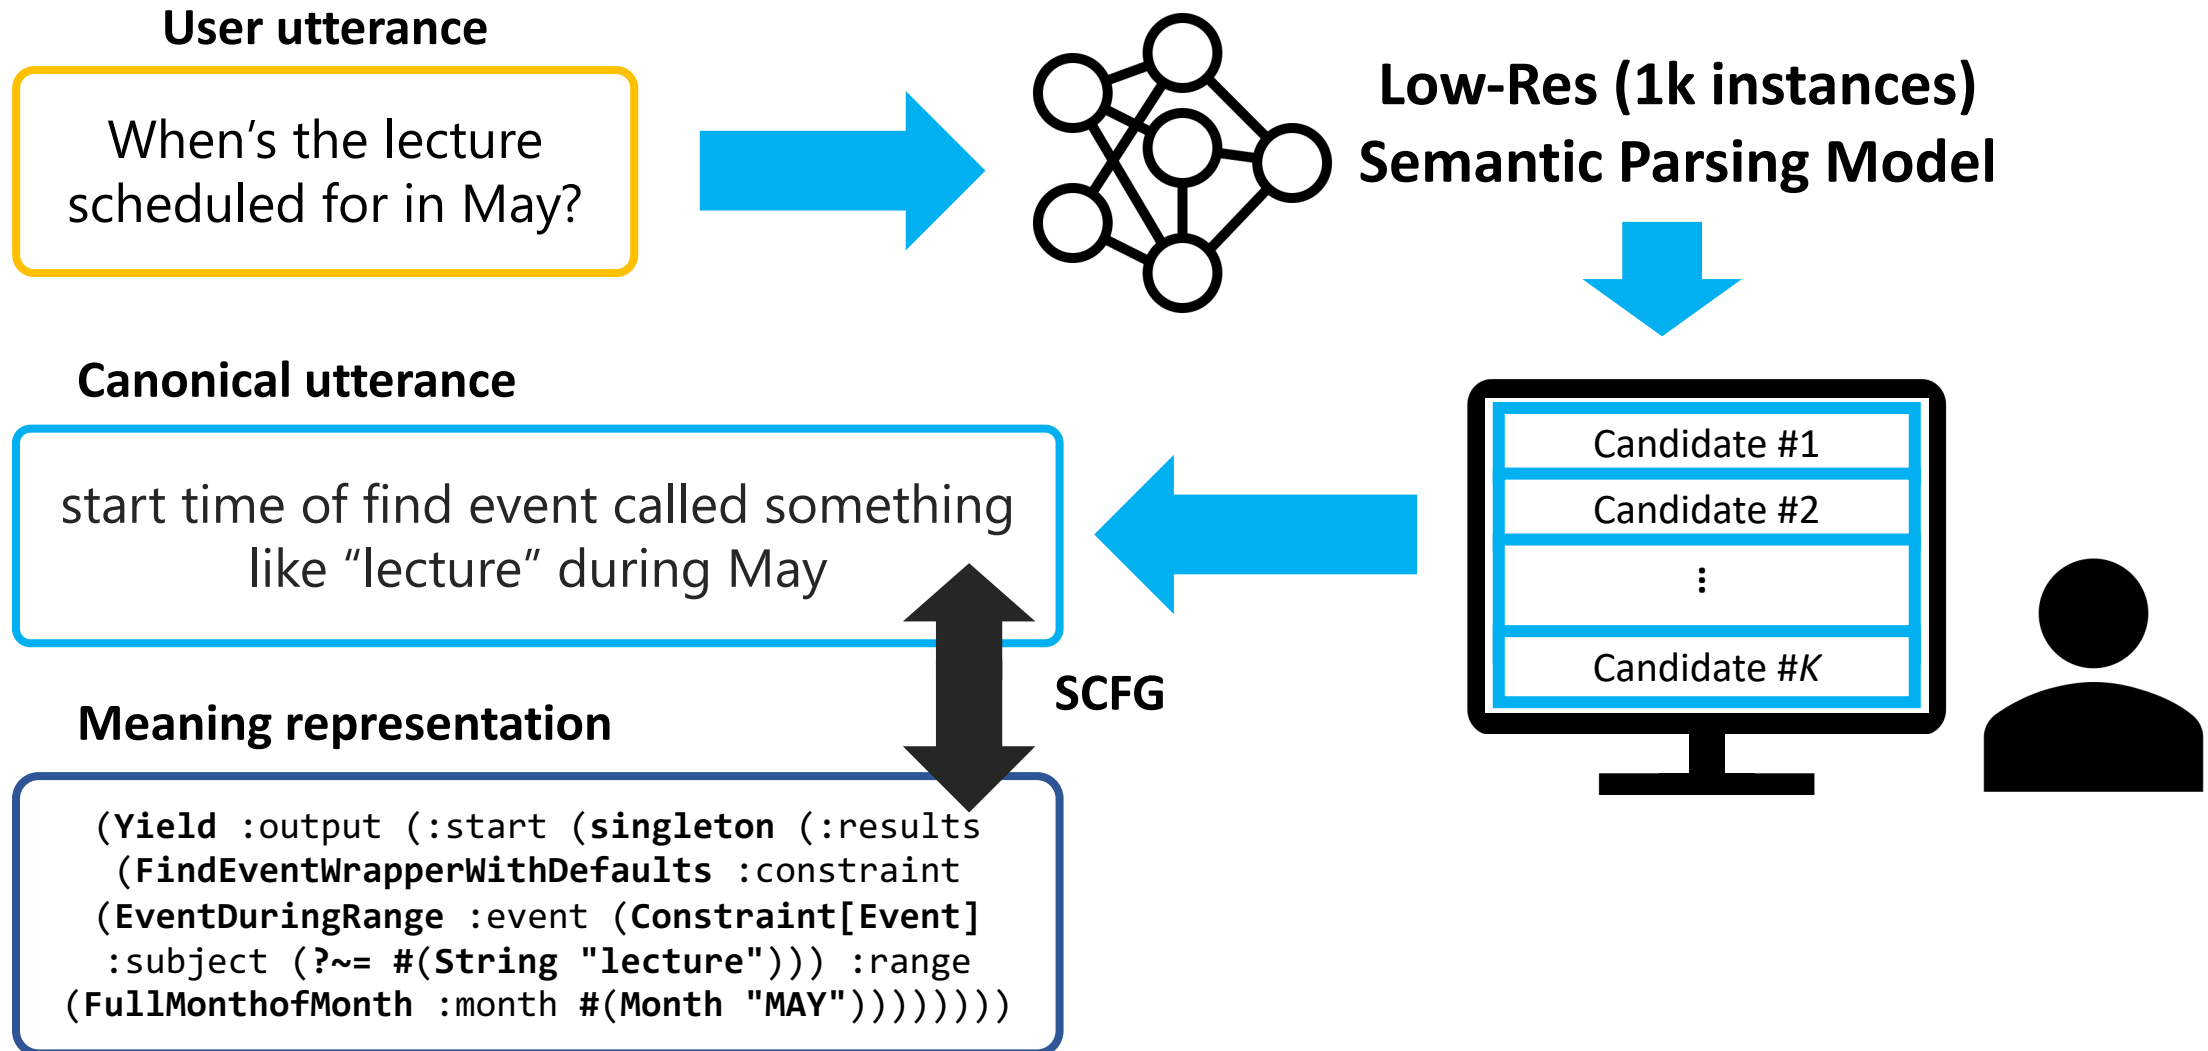 User utterance
When’s the lecture
scheduled for in May?
Low-Res (1k instances)
Semantic Parsing Model
Candidate #1
Candidate #2
⋮
Candidate #K
Canonical utterance
start time of find event called something
like “lecture” during May
SCFG
Meaning representation
(Yield :output (:start (singleton (:results
(FindEventWrapperWithDefaults :constraint
(EventDuringRange :event (Constraint[Event]
:subject (?~= #(String "lecture"))) :range
(FullMonthofMonth :month #(Month "MAY"))))))))